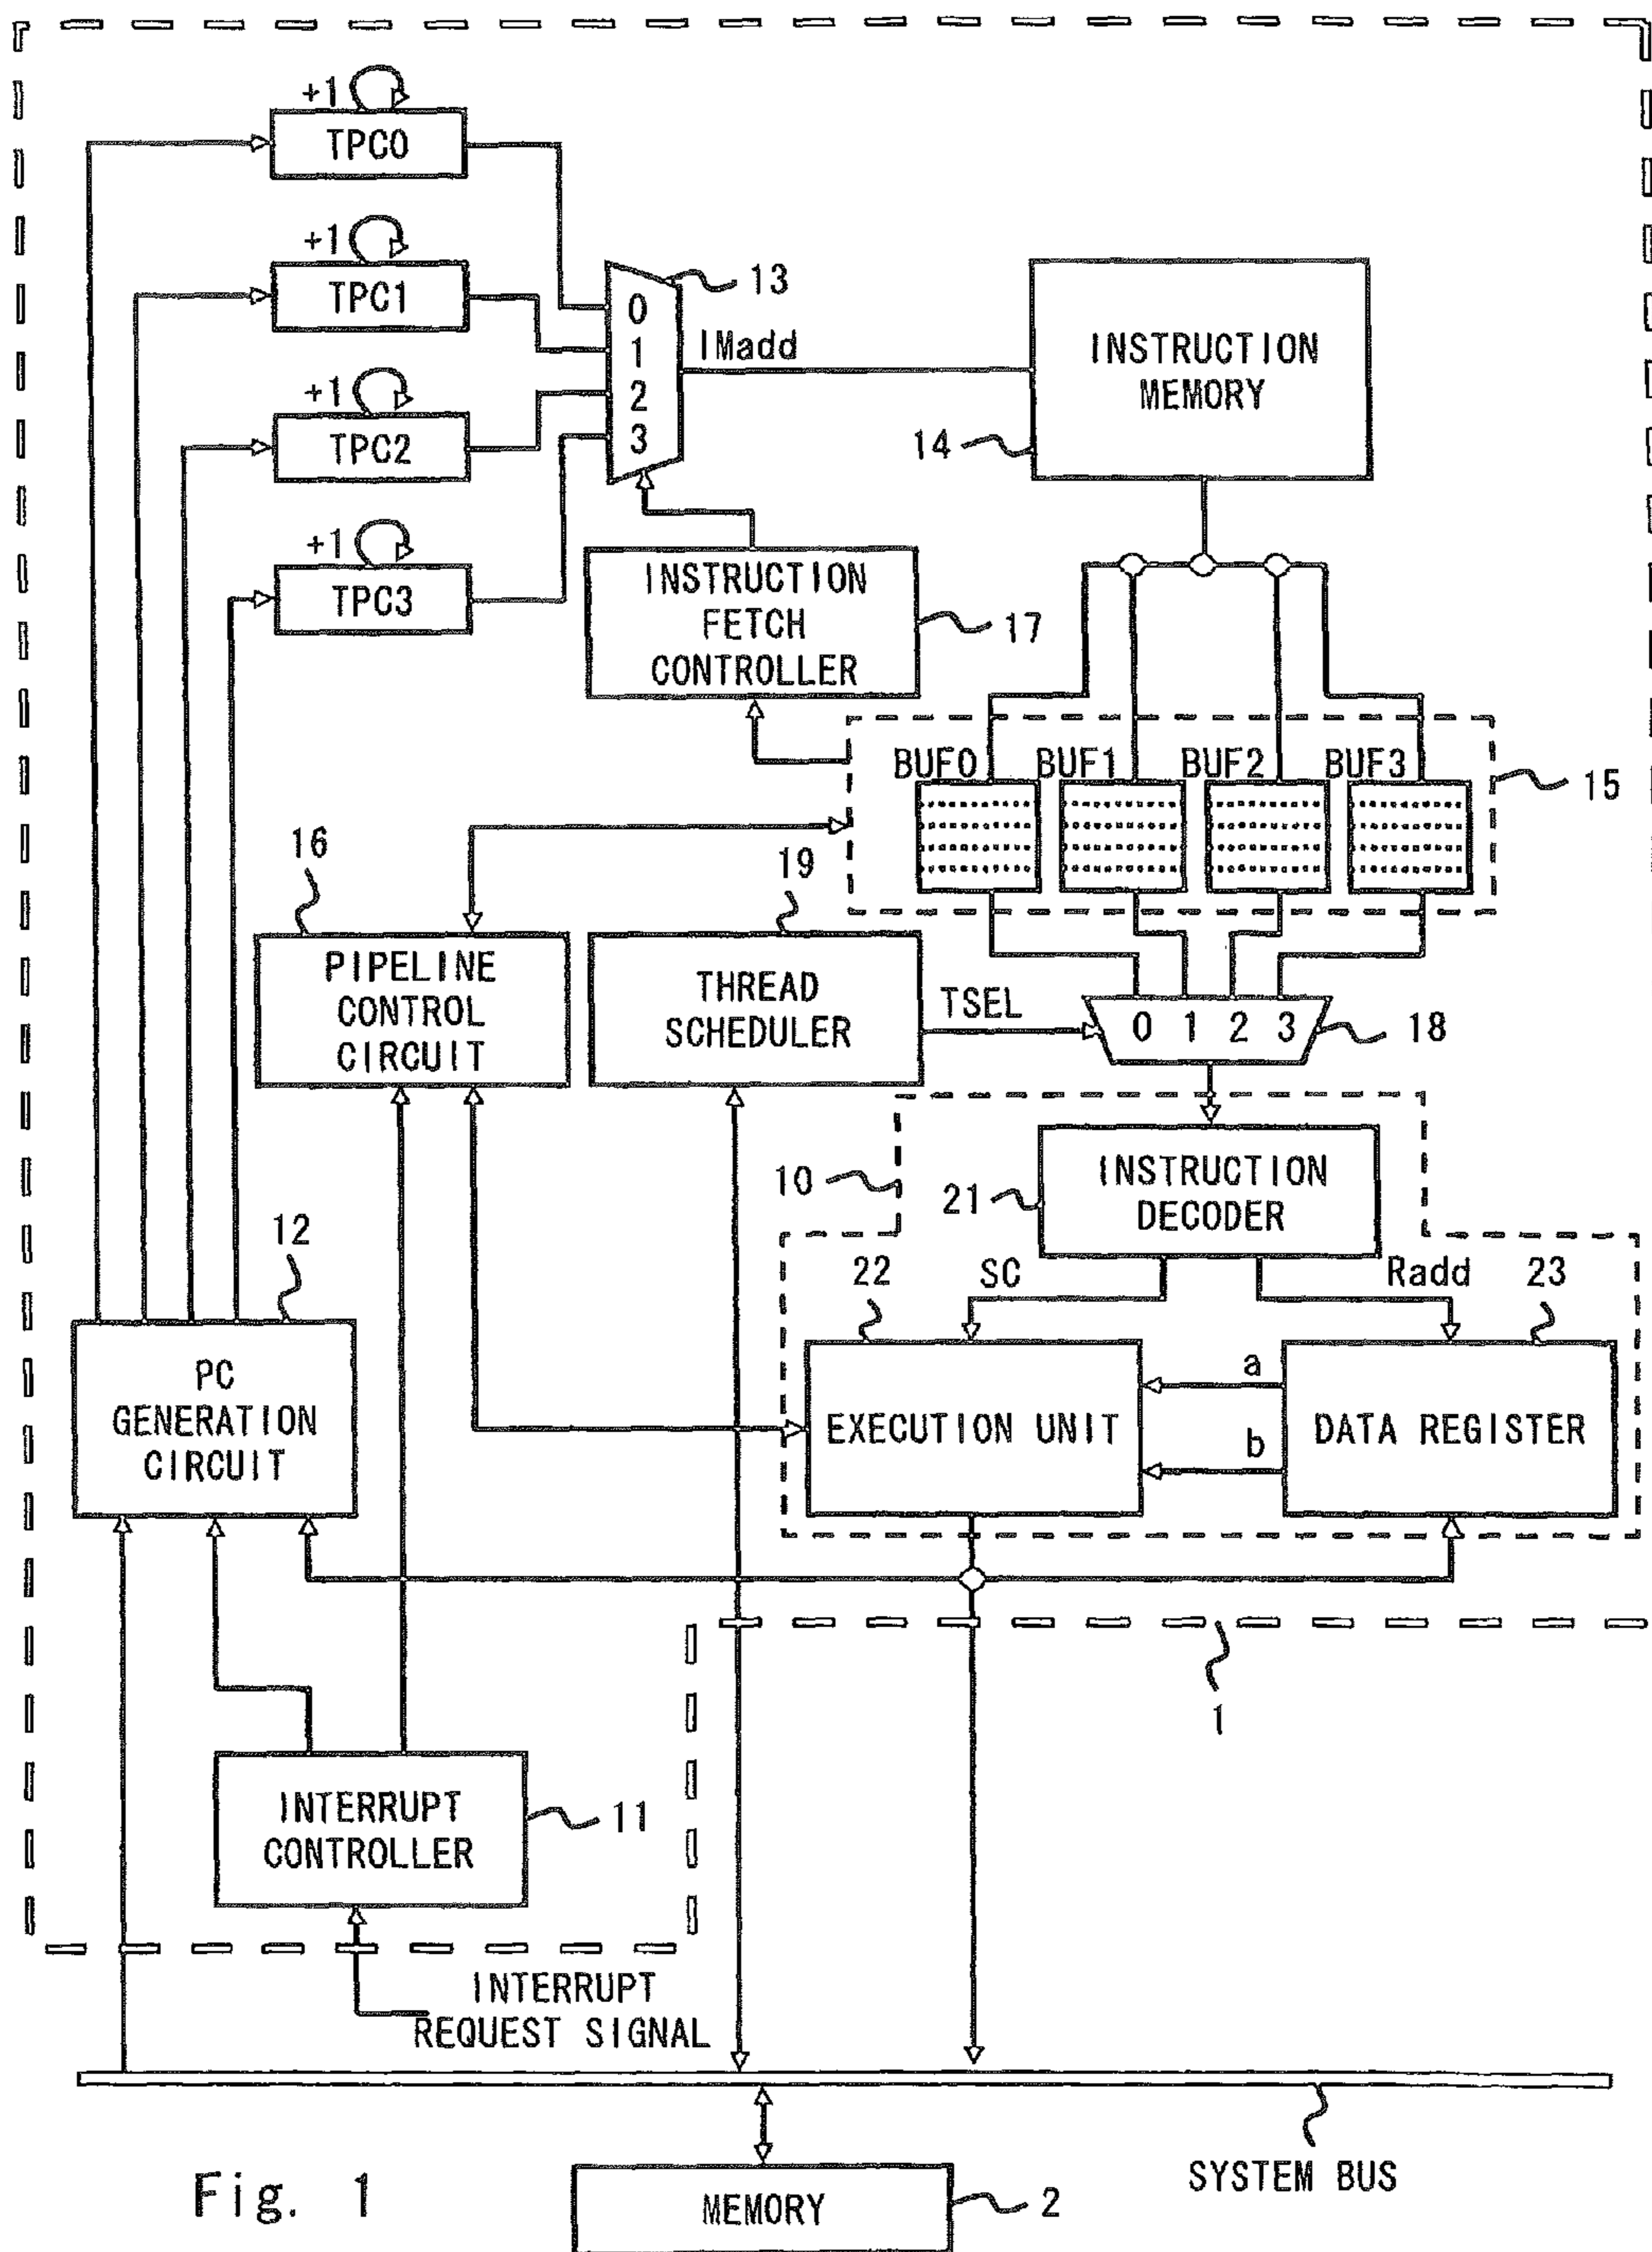 +1
TPC0
+1
TPC1
+1
TPC2
+1
TPC3
0
1
2
3
13
IMadd
INSTRUCTION
MEMORY
14
INSTRUCTION
FETCH
CONTROLLER
17
BUF0
BUF1
BUF2
BUF3
15
16
PIPELINE
CONTROL
CIRCUIT
19
THREAD
SCHEDULER
TSEL
0 1 2 3
18
10
21
INSTRUCTION
DECODER
12
PC
GENERATION
CIRCUIT
22
SC
Radd
23
EXECUTION UNIT
a
b
DATA REGISTER
1
INTERRUPT
CONTROLLER
11
INTERRUPT
REQUEST SIGNAL
SYSTEM BUS
MEMORY
2
Fig. 1